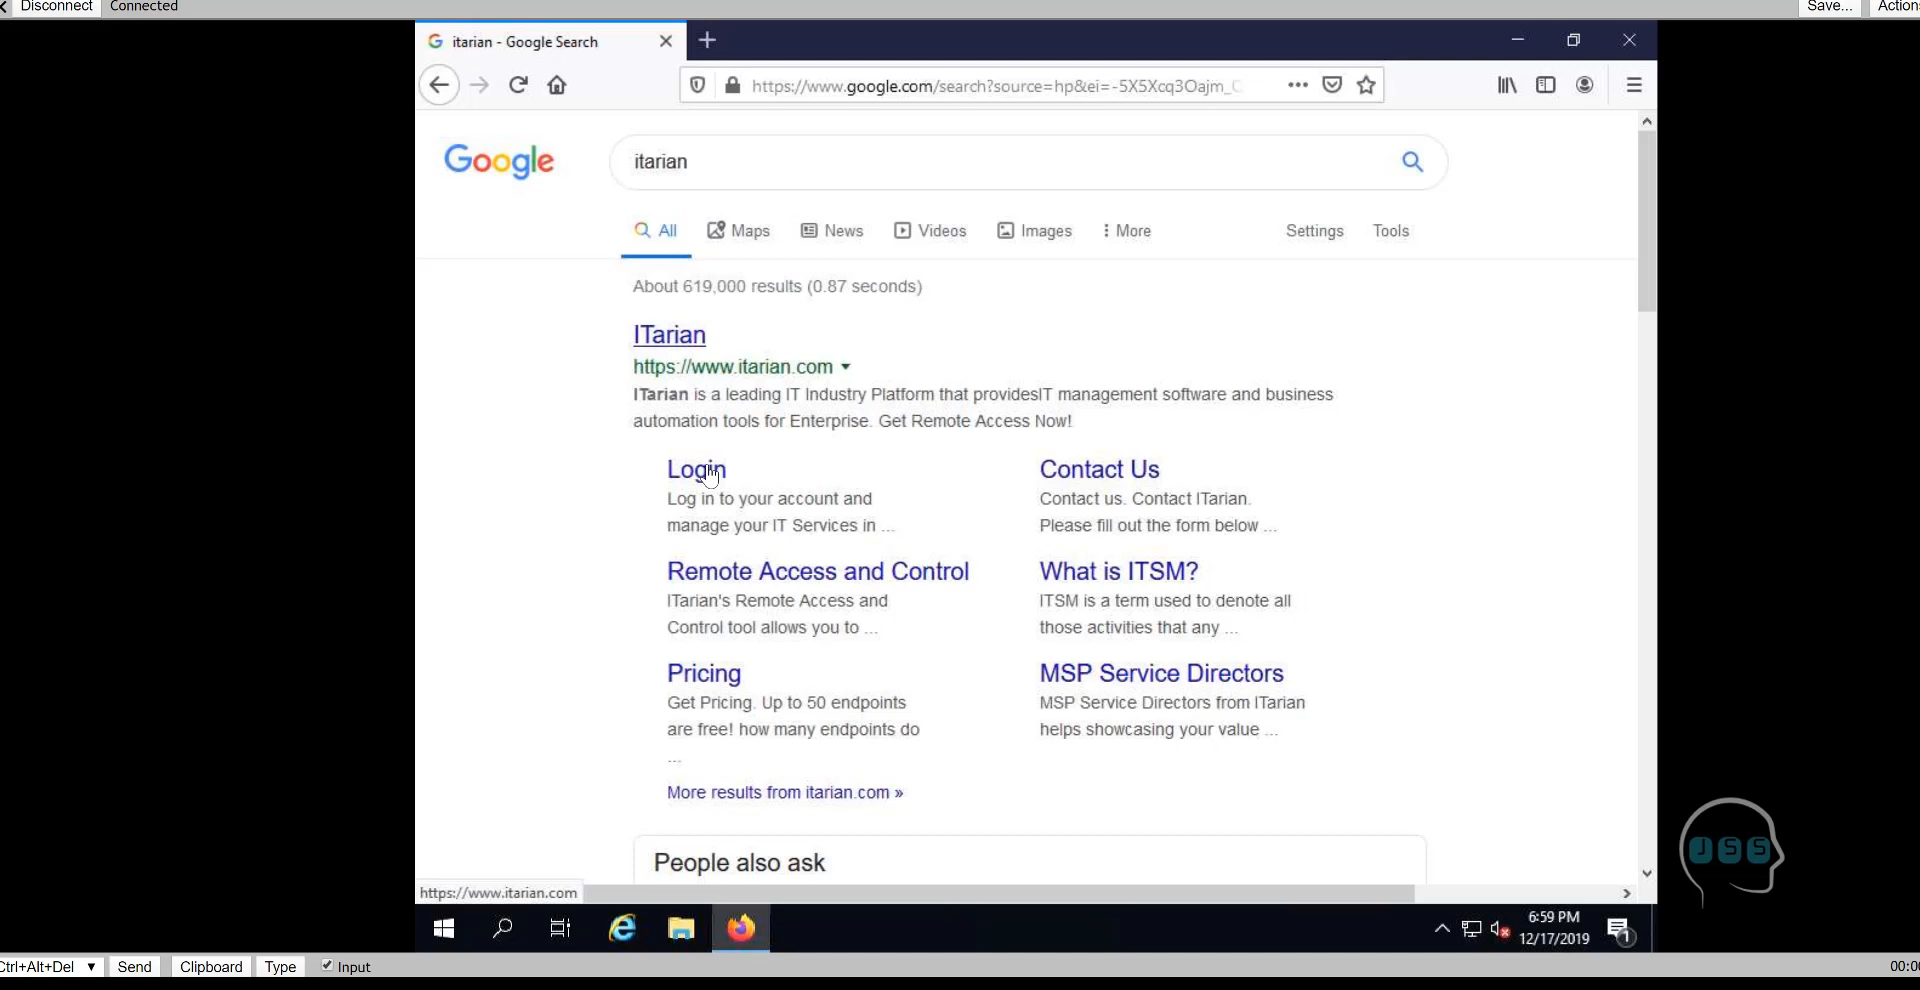 Disconnect Connected Save...
itarian - Google Search
https://www.google.com/search?source=hp&ei=-5X5Xcq3Oajm_
Google itarian
All Maps News Videos Images More Settings Tools
About 619,000 results (0.87 seconds)
ITarian
https://www.itarian.com
ITarian is a leading IT Industry Platform that providesIT management software and business
automation tools for Enterprise. Get Remote Access Now!
Login
Log in to your account and
manage your IT Services in ...
Contact Us
Contact us. Contact ITarian.
Please fill out the form below ...
Remote Access and Control
ITarian's Remote Access and
Control tool allows you to ...
What is ITSM?
ITSM is a term used to denote all
those activities that any ...
Pricing
Get Pricing. Up to 50 endpoints
are free! how many endpoints do
...
MSP Service Directors
MSP Service Directors from ITarian
helps showcasing your value ...
More results from itarian.com »
People also ask
https://www.itarian.com
JSS
6:59 PM
12/17/2019
1
Ctrl+Alt+Del Send Clipboard Type Input